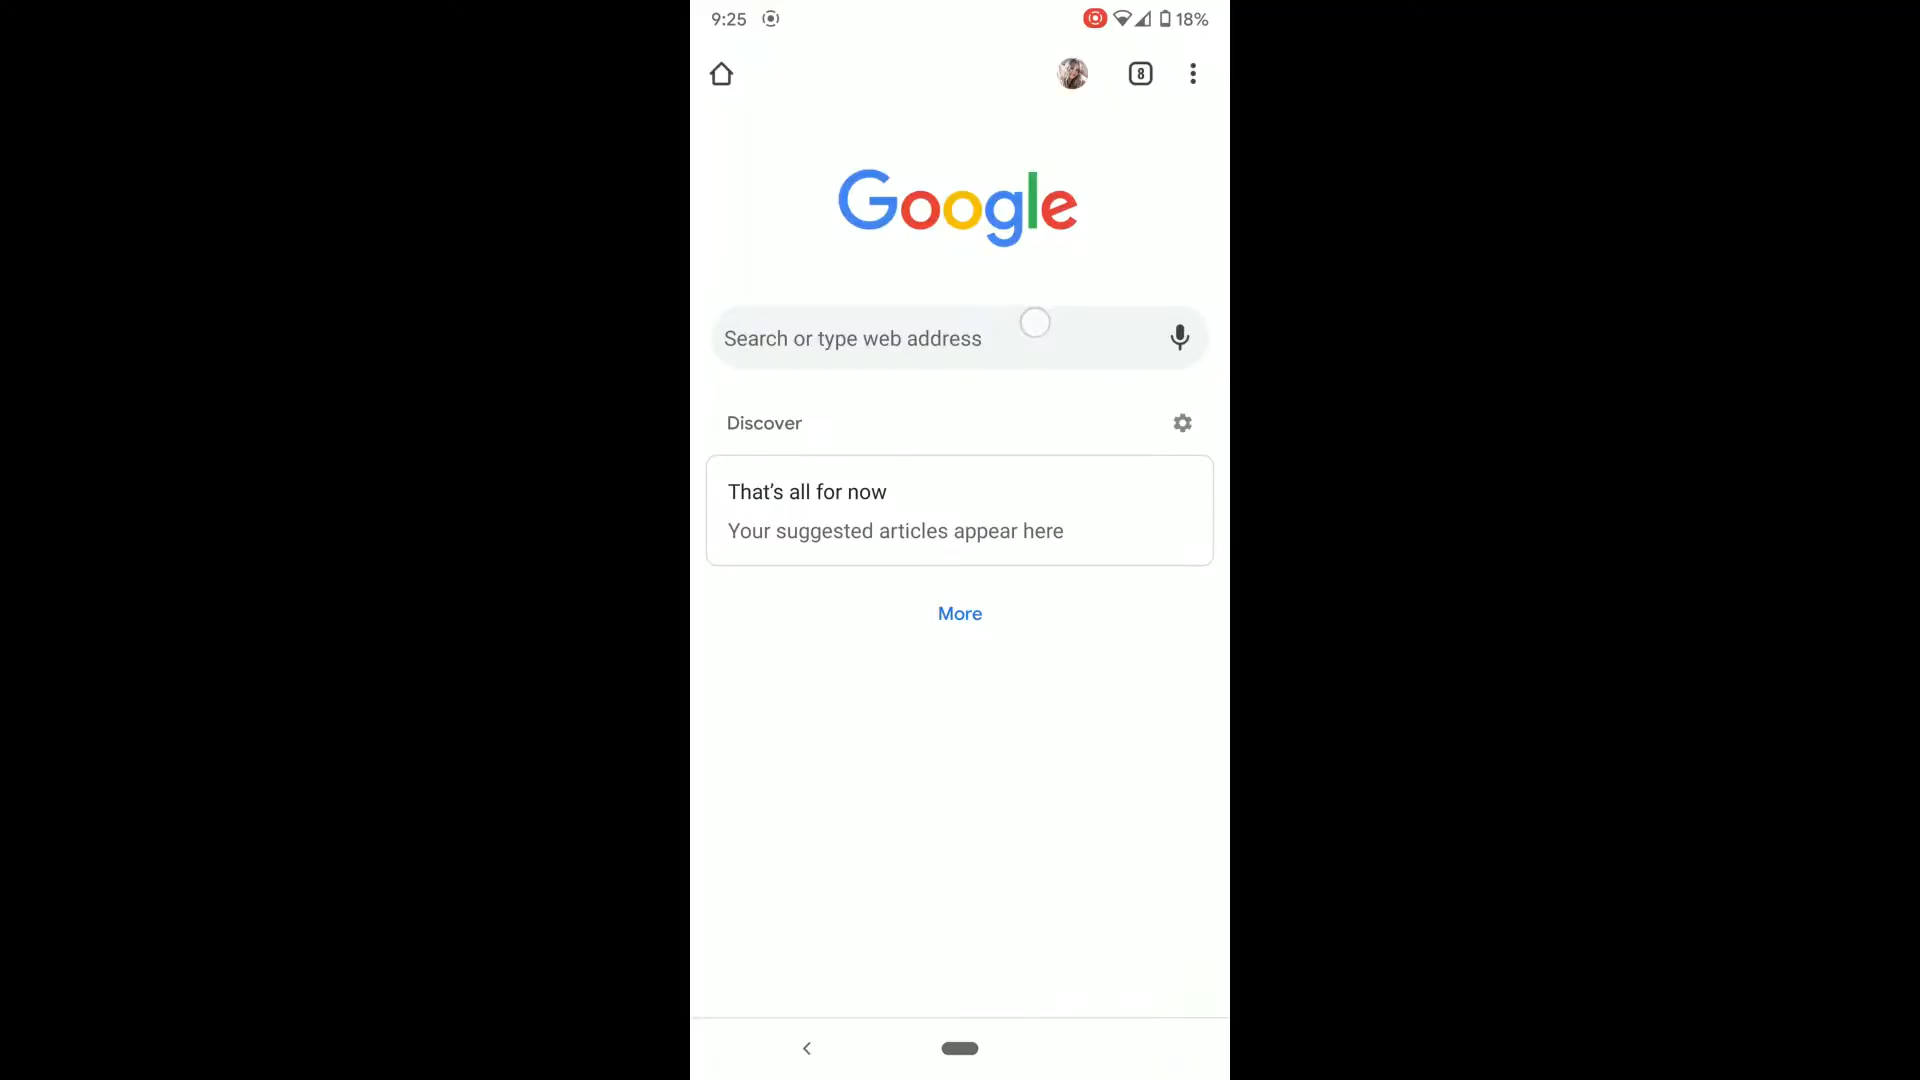 9:25
18%
8
Google
Search or type web address
Discover
That’s all for now
Your suggested articles appear here
More